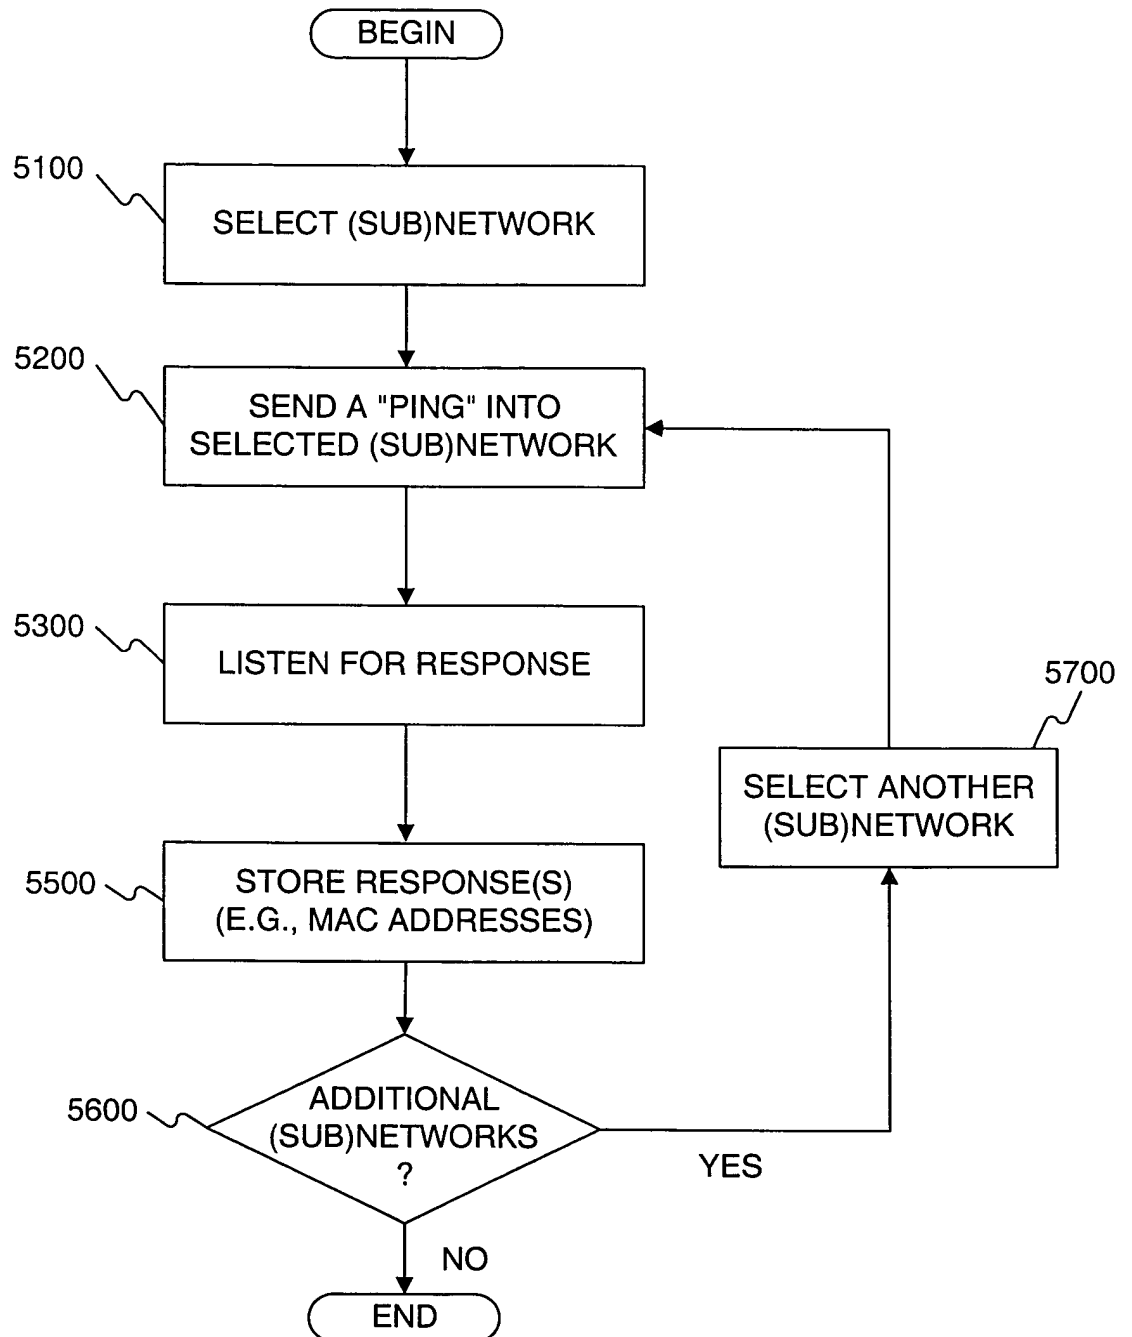 BEGIN
5100
SELECT (SUB)NETWORK
5200
SEND A "PING" INTO
SELECTED (SUB)NETWORK
5300
LISTEN FOR RESPONSE
5700
SELECT ANOTHER
(SUB)NETWORK
5500
STORE RESPONSE(S)
(E.G., MAC ADDRESSES)
5600
ADDITIONAL
(SUB)NETWORKS
?
YES
NO
END